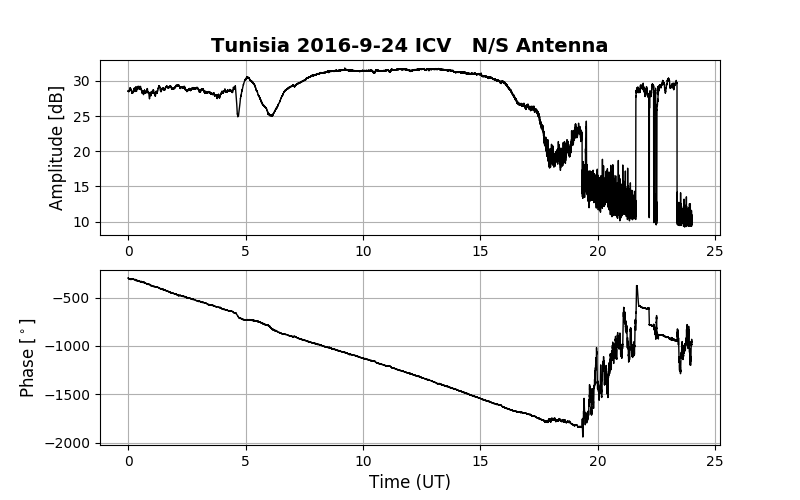 Tunisia 2016-9-24 ICV   N/S Antenna
Amplitude [dB]
30
25
20
15
10
0 5 10 15 20 25
Phase [ ° ]
−500
−1000
−1500
−2000
0 5 10 15 20 25
Time (UT)